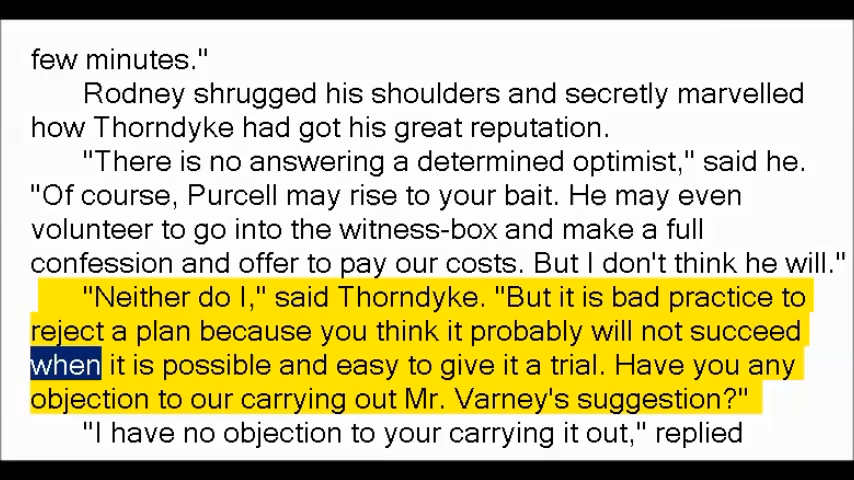 few minutes."
Rodney shrugged his shoulders and secretly marvelled
how Thorndyke had got his great reputation.
"There is no answering a determined optimist," said he.
"Of course, Purcell may rise to your bait. He may even
volunteer to go into the witness-box and make a full
confession and offer to pay our costs. But I don't think he will."
"Neither do I," said Thorndyke. "But it is bad practice to
reject a plan because you think it probably will not succeed
when it is possible and easy to give it a trial. Have you any
objection to our carrying out Mr. Varney's suggestion?"
"I have no objection to your carrying it out," replied